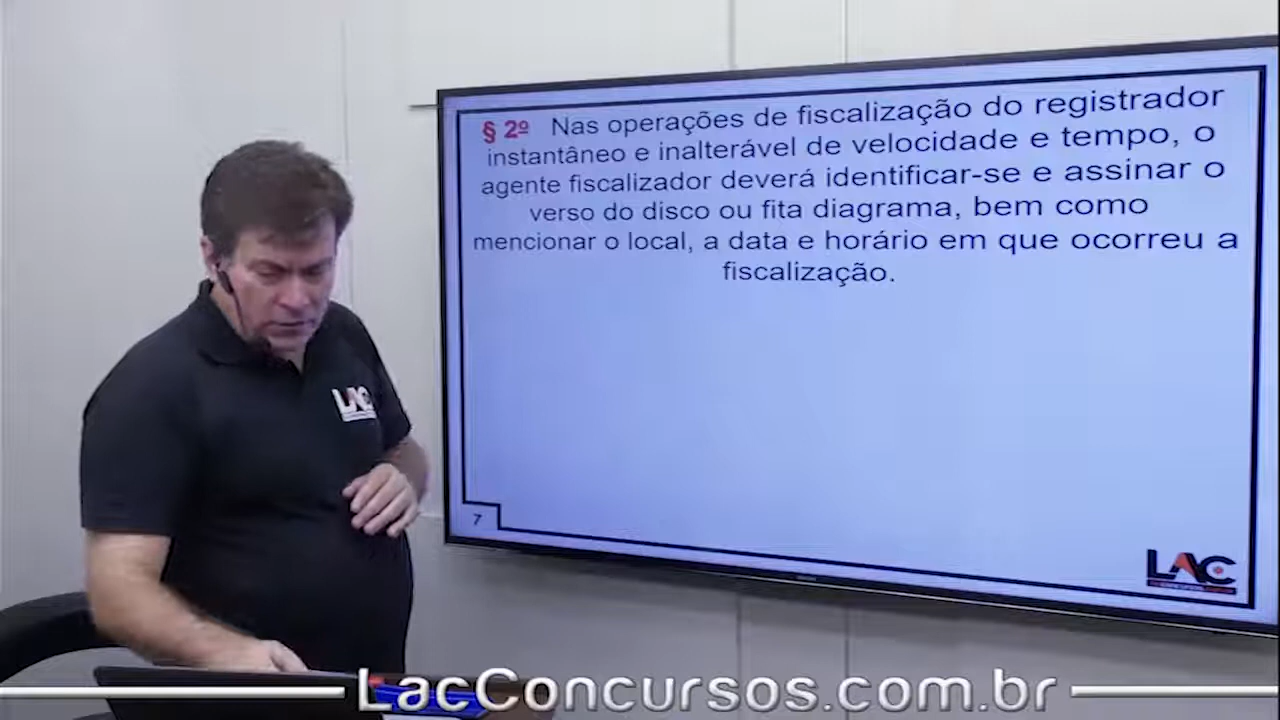 § 2º Nas operações de fiscalização do registrador
instantâneo e inalterável de velocidade e tempo, o
agente fiscalizador deverá identificar-se e assinar o
verso do disco ou fita diagrama, bem como
mencionar o local, a data e horário em que ocorreu a
fiscalização.
7
LAC
LAC
LacConcursos.com.br